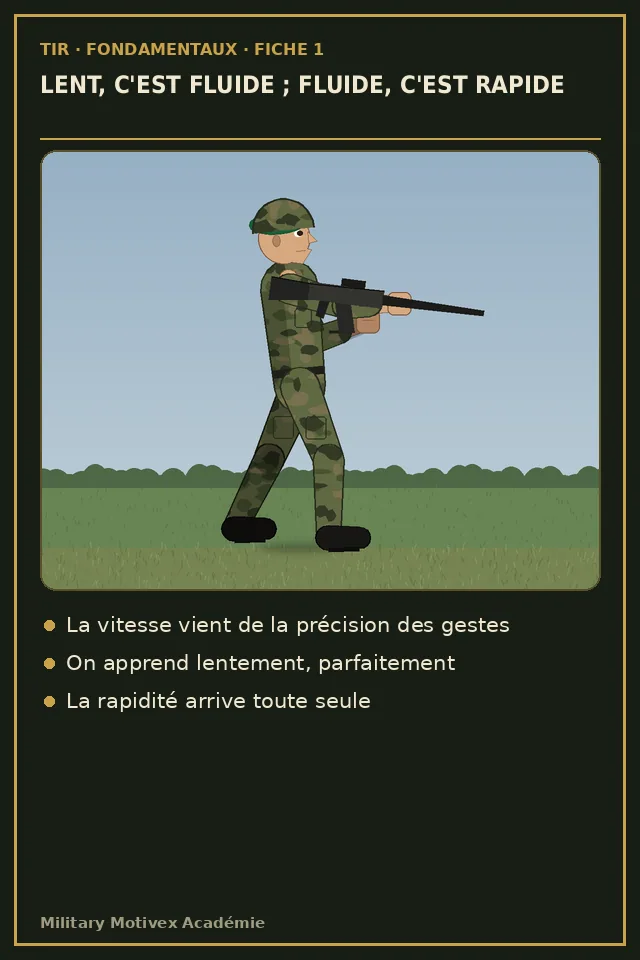 TIR · FONDAMENTAUX · FICHE 1
LENT, C'EST FLUIDE ; FLUIDE, C'EST RAPIDE
La vitesse vient de la précision des gestes
On apprend lentement, parfaitement
La rapidité arrive toute seule
Military Motivex Académie